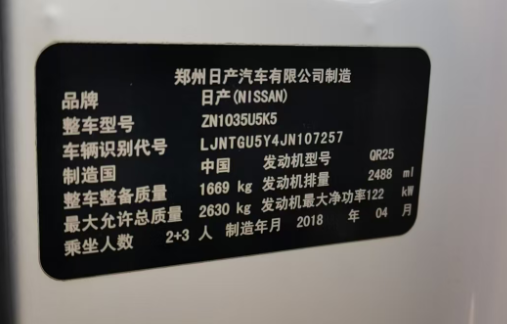 郑州日产汽车有限公司制造
品牌 日产(NISSAN)
整车型号 ZN1035U5K5
车辆识别代号 LJNTGU5Y4JN107257
制造国 中国 发动机型号 QR25
整车整备质量 1669 kg 发动机排量 2488 ml
最大允许总质量 2630 kg 发动机最大净功率122 kW
乘坐人数 2+3 人 制造年月 2018 年 04 月